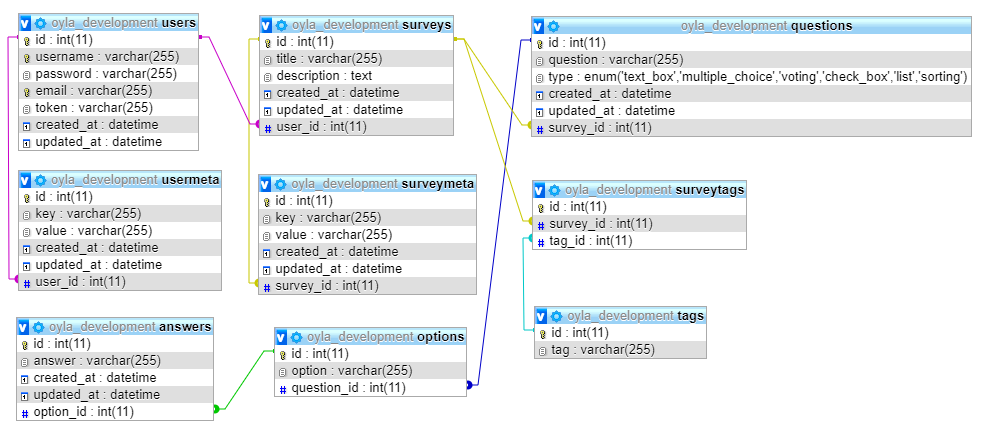 oyla_development users
id : int(11)
username : varchar(255)
password : varchar(255)
email : varchar(255)
token : varchar(255)
created_at : datetime
updated_at : datetime
oyla_development surveys
id : int(11)
title : varchar(255)
description : text
created_at : datetime
updated_at : datetime
user_id : int(11)
oyla_development questions
id : int(11)
question : varchar(255)
type : enum('text_box','multiple_choice','voting','check_box','list','sorting')
created_at : datetime
updated_at : datetime
survey_id : int(11)
oyla_development usermeta
id : int(11)
key : varchar(255)
value : varchar(255)
created_at : datetime
updated_at : datetime
user_id : int(11)
oyla_development surveymeta
id : int(11)
key : varchar(255)
value : varchar(255)
created_at : datetime
updated_at : datetime
survey_id : int(11)
oyla_development surveytags
id : int(11)
survey_id : int(11)
tag_id : int(11)
oyla_development answers
id : int(11)
answer : varchar(255)
created_at : datetime
updated_at : datetime
option_id : int(11)
oyla_development options
id : int(11)
option : varchar(255)
question_id : int(11)
oyla_development tags
id : int(11)
tag : varchar(255)